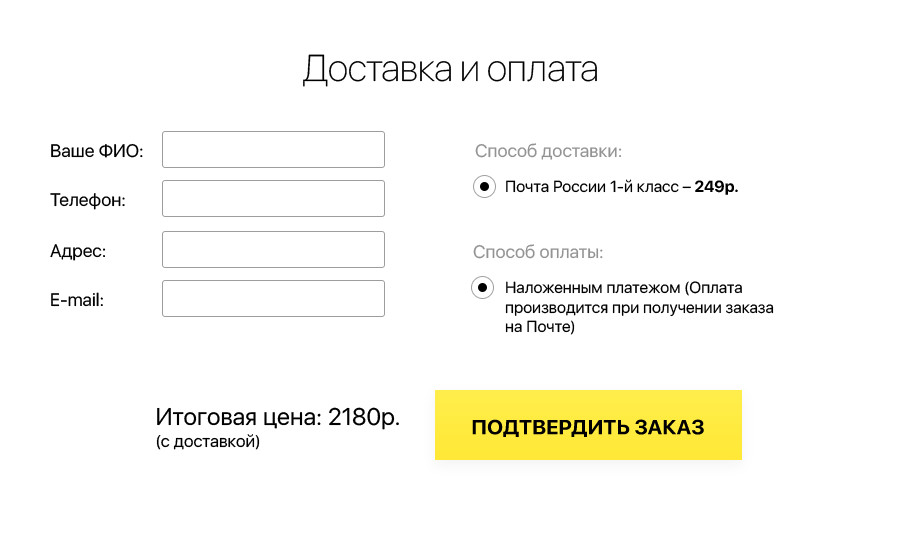 Доставка и оплата
Ваше ФИО:
Телефон:
Адрес:
E-mail:
Способ доставки:
Почта России 1-й класс – 249р.
Способ оплаты:
Наложенным платежом (Оплата
производится при получении заказа
на Почте)
Итоговая цена: 2180р.
(с доставкой)
ПОДТВЕРДИТЬ ЗАКАЗ